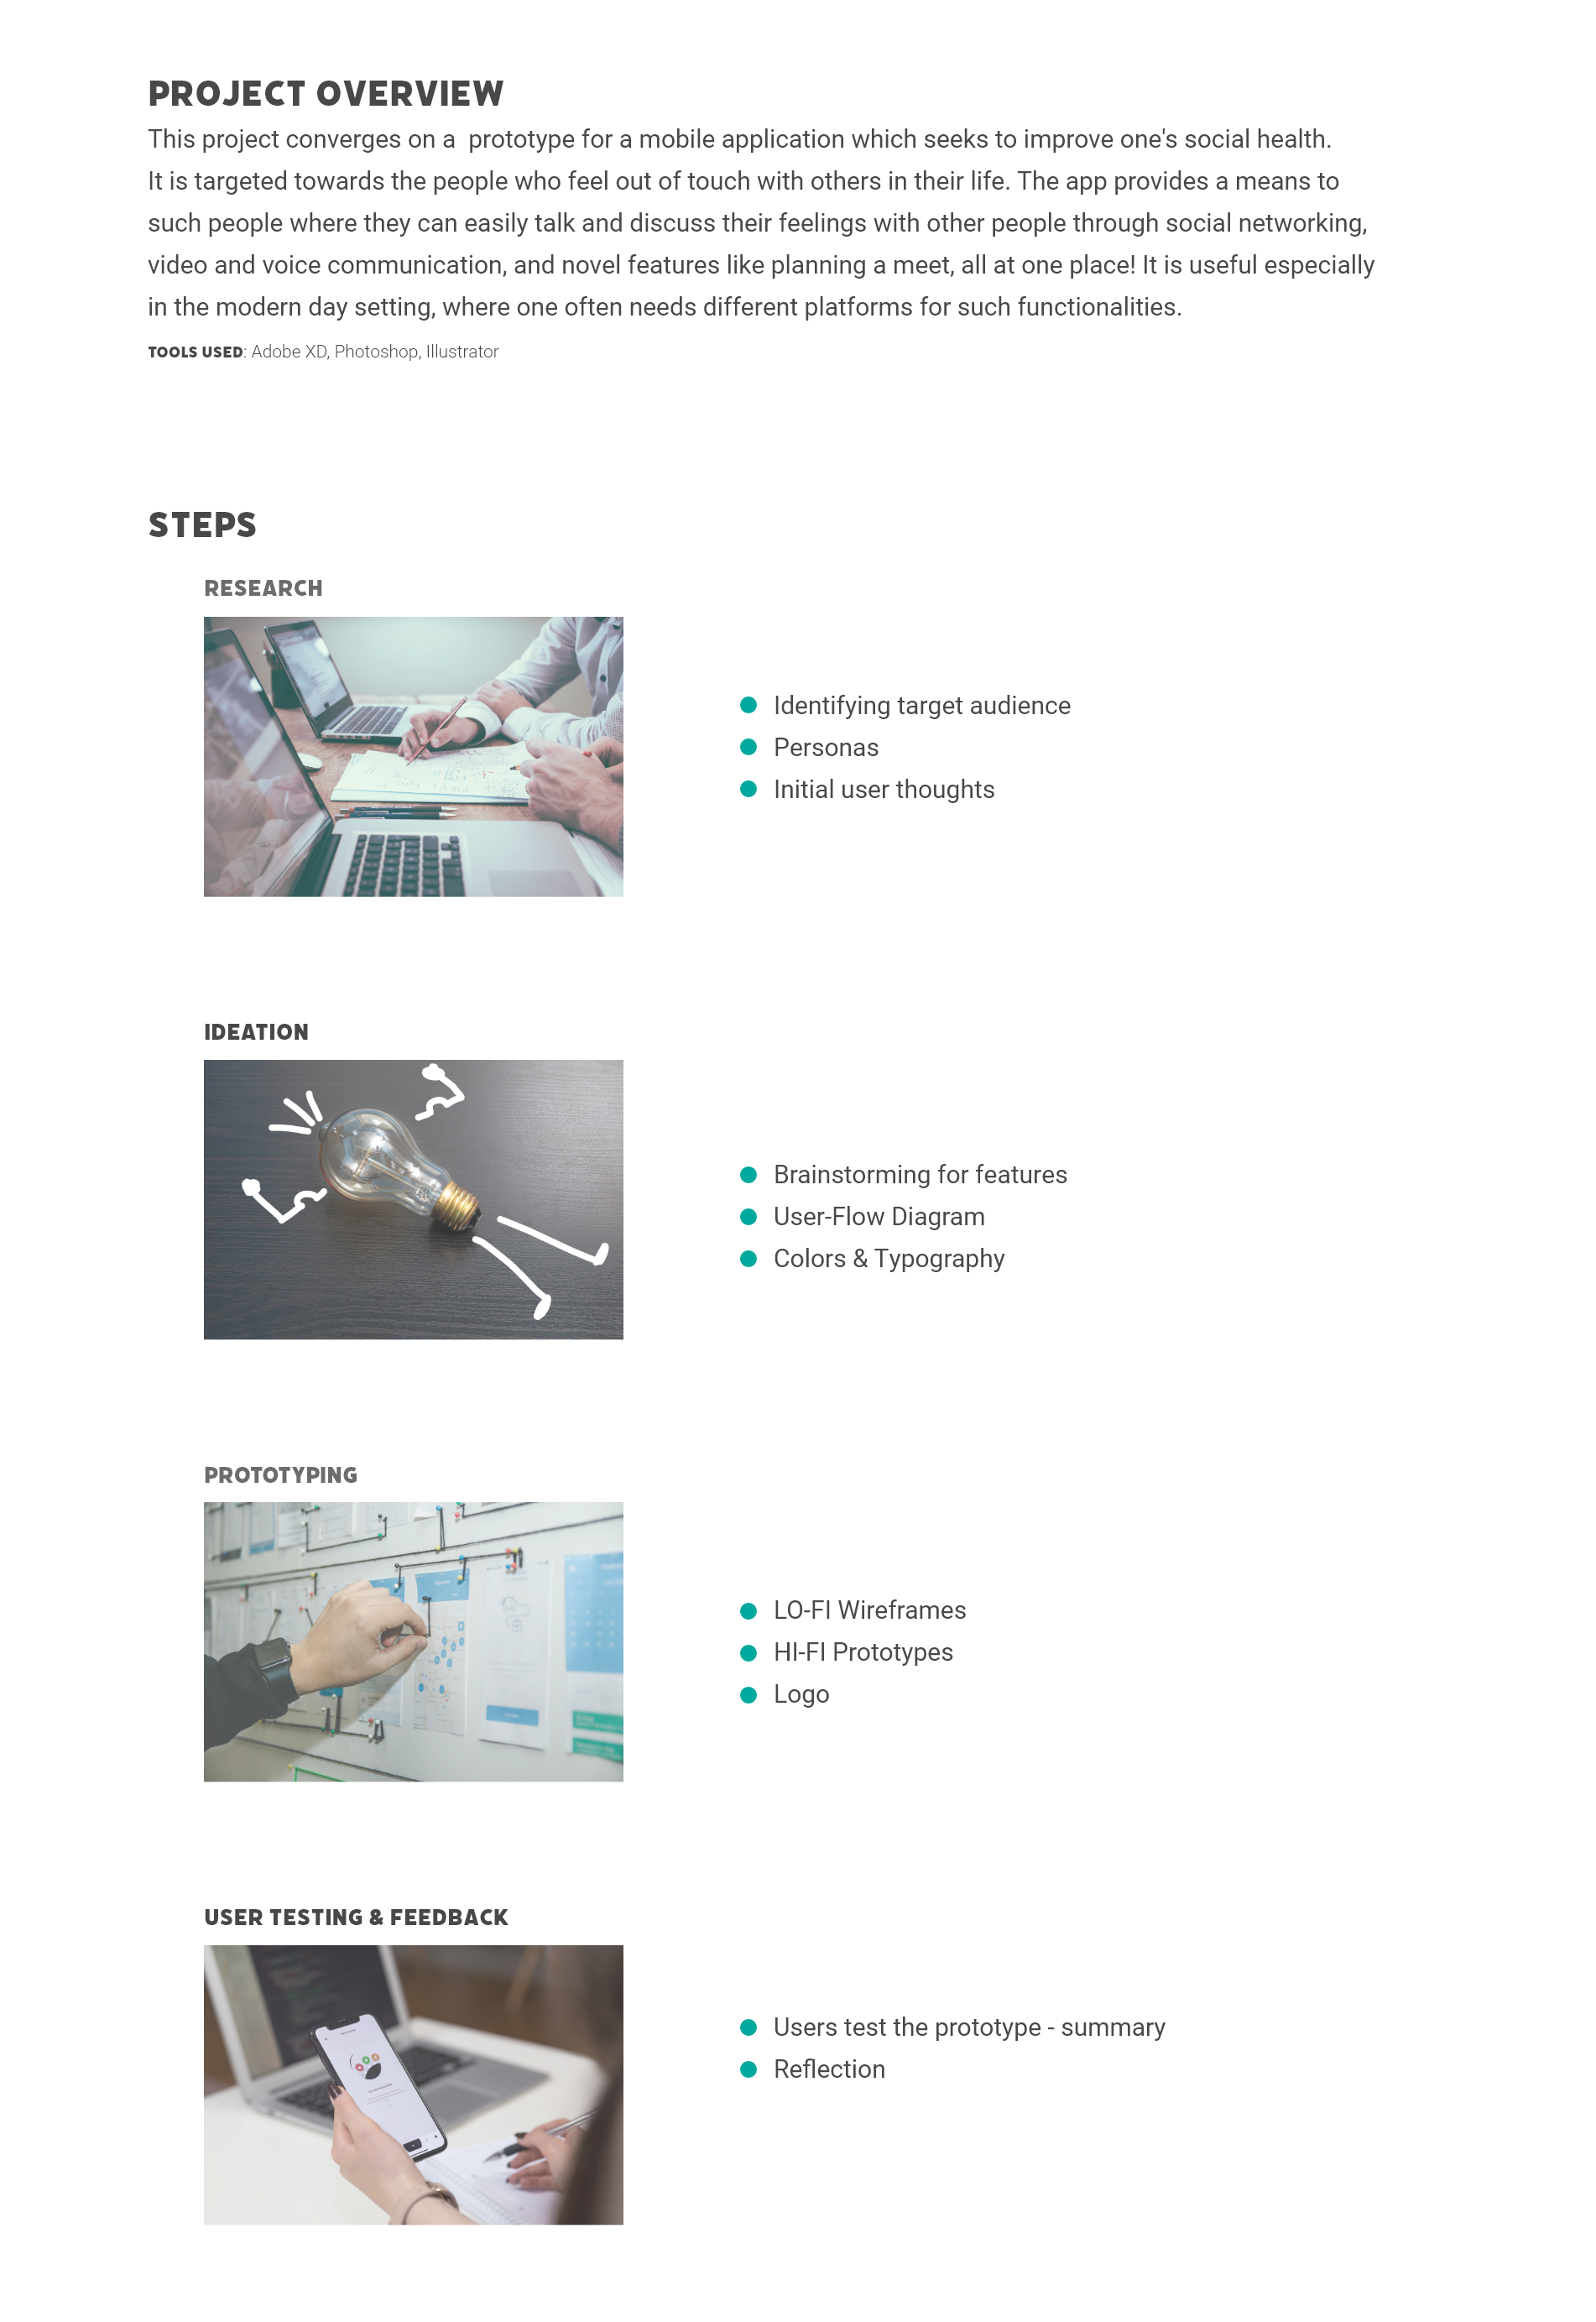 PROJECT OVERVIEW
This project converges on a  prototype for a mobile application which seeks to improve one's social health.
It is targeted towards the people who feel out of touch with others in their life. The app provides a means to
such people where they can easily talk and discuss their feelings with other people through social networking,
video and voice communication, and novel features like planning a meet, all at one place! It is useful especially
in the modern day setting, where one often needs different platforms for such functionalities.
TOOLS USED: Adobe XD, Photoshop, Illustrator
STEPS
RESEARCH
Identifying target audience
Personas
Initial user thoughts
IDEATION
Brainstorming for features
User-Flow Diagram
Colors & Typography
PROTOTYPING
LO-FI Wireframes
HI-FI Prototypes
Logo
USER TESTING & FEEDBACK
Users test the prototype - summary
Reflection